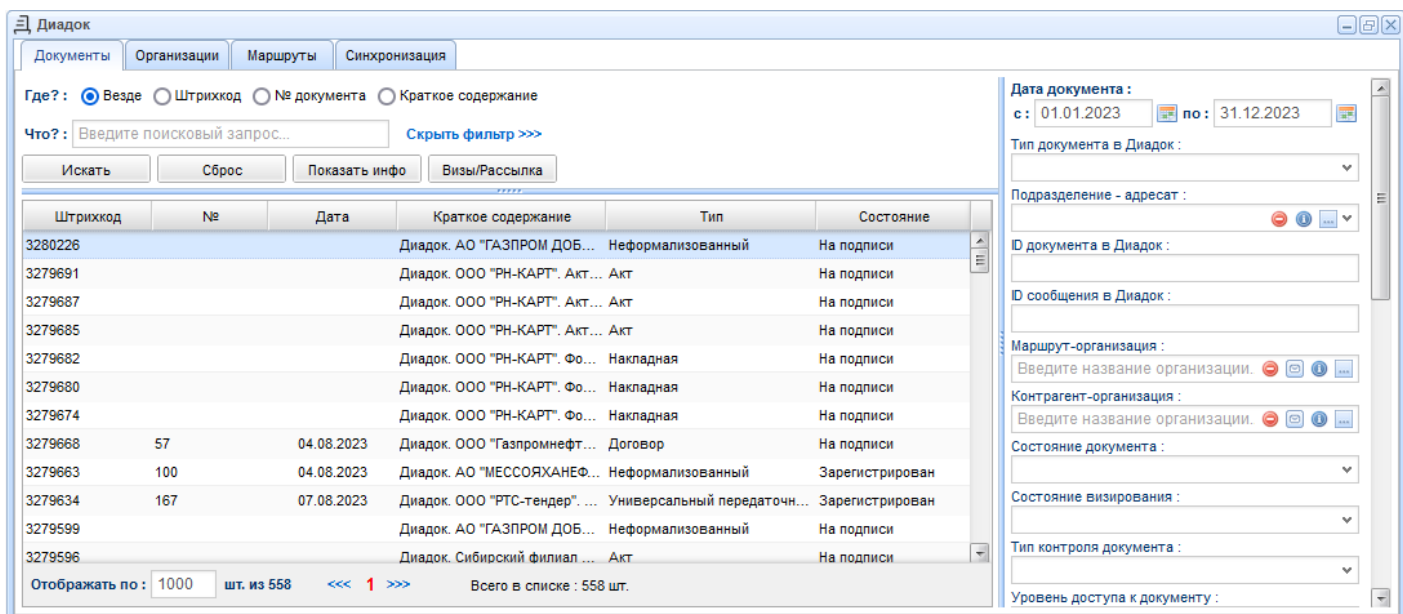 Диадок
Документы Организации Маршруты Синхронизация
Где? : Везде Штрихкод № документа Краткое содержание
Что? : Введите поисковый запрос... Скрыть фильтр >>>
Искать Сброс Показать инфо Визы/Рассылка
Штрихкод № Дата Краткое содержание Тип Состояние
3280226 Диадок. АО "ГАЗПРОМ ДОБ... Неформализованный На подписи
3279691 Диадок. ООО "РН-КАРТ". Акт... Акт На подписи
3279687 Диадок. ООО "РН-КАРТ". Акт... Акт На подписи
3279685 Диадок. ООО "РН-КАРТ". Акт... Акт На подписи
3279682 Диадок. ООО "РН-КАРТ". Фо... Накладная На подписи
3279680 Диадок. ООО "РН-КАРТ". Фо... Накладная На подписи
3279674 Диадок. ООО "РН-КАРТ". Фо... Накладная На подписи
3279668 57 04.08.2023 Диадок. ООО "Газпромнефт... Договор На подписи
3279663 100 04.08.2023 Диадок. АО "МЕССОЯХАНЕФ... Неформализованный Зарегистрирован
3279634 167 07.08.2023 Диадок. ООО "РТС-тендер". ... Универсальный передаточн... Зарегистрирован
3279599 Диадок. АО "ГАЗПРОМ ДОБ... Неформализованный На подписи
3279596 Диадок. Сибирский филиал ... Акт На подписи
Отображать по : 1000 шт. из 558 <<< 1 >>> Всего в списке : 558 шт.
Дата документа :
с : 01.01.2023 по : 31.12.2023
Тип документа в Диадок :
Подразделение - адресат :
ID документа в Диадок :
ID сообщения в Диадок :
Маршрут-организация :
Введите название организации.
Контрагент-организация :
Введите название организации.
Состояние документа :
Состояние визирования :
Тип контроля документа :
Уровень доступа к документу :